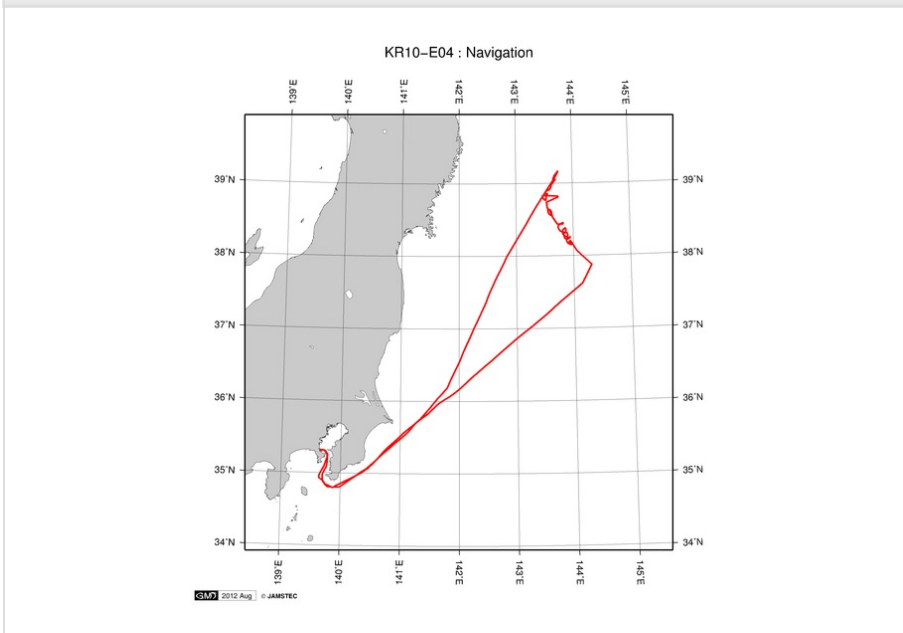 KR10−E04 : Navigation
139˚E 140˚E 141˚E 142˚E 143˚E 144˚E 145˚E
39˚N 39˚N
38˚N 38˚N
37˚N 37˚N
36˚N 36˚N
35˚N 35˚N
34˚N 34˚N
139˚E 140˚E 141˚E 142˚E 143˚E 144˚E 145˚E
GMT 2012 Aug © JAMSTEC